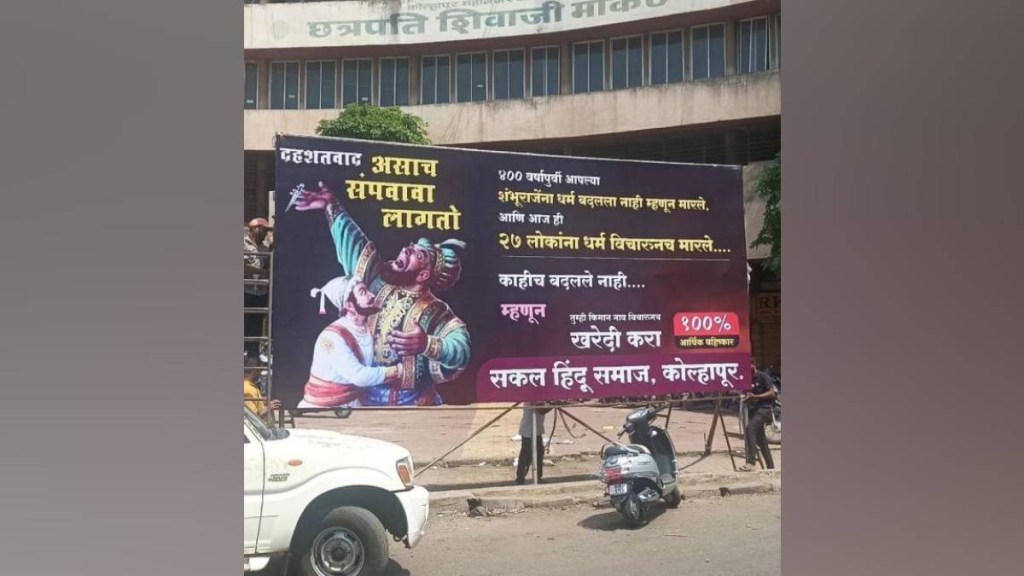 कोल्हापूर
छत्रपति शिवाजी मार्केट
दहशतवाद असाच
संपवावा
लागतो
४०० वर्षापुर्वी आपल्या
शंभूराजेंना धर्म बदलला नाही म्हणून मारले.
आणि आज ही
२७ लोकांना धर्म विचारुनच मारले....
काहीच बदलले नाही....
म्हणून
तुम्ही किमान नाव विचारुनच
खरेदी करा
१००%
आर्थिक बहिष्कार
सकल हिंदू समाज, कोल्हापूर.